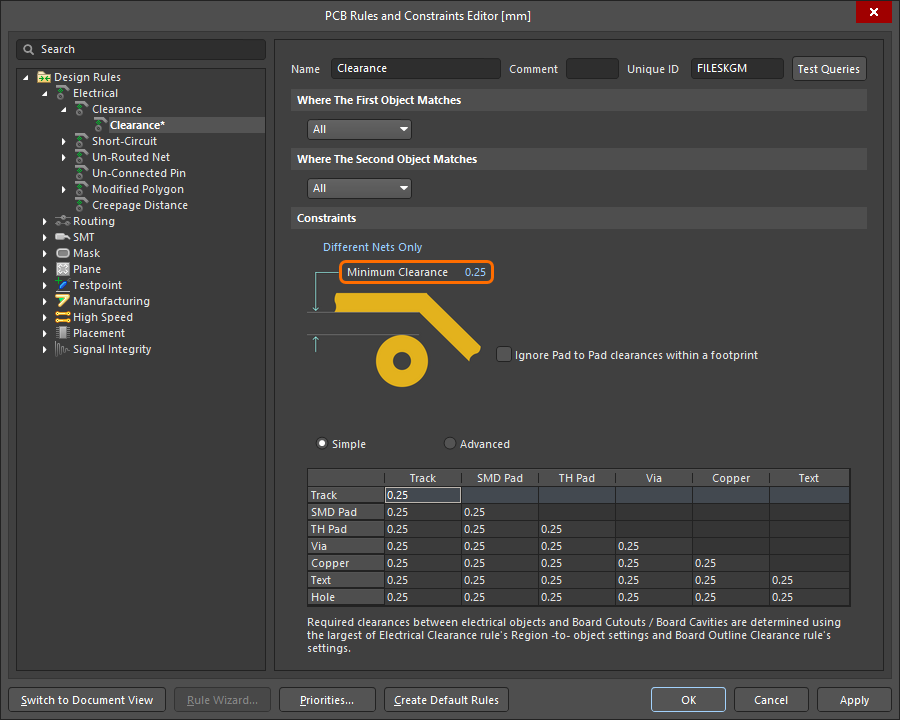 PCB Rules and Constraints Editor [mm]
Search
Design Rules
Electrical
Clearance
Clearance*
Short-Circuit
Un-Routed Net
Un-Connected Pin
Modified Polygon
Creepage Distance
Routing
SMT
Mask
Plane
Testpoint
Manufacturing
High Speed
Placement
Signal Integrity
Name Clearance Comment Unique ID FILESKGM Test Queries
Where The First Object Matches
All
Where The Second Object Matches
All
Constraints
Different Nets Only
Minimum Clearance 0.25
Ignore Pad to Pad clearances within a footprint
Simple Advanced
Track SMD Pad TH Pad Via Copper Text
Track 0.25
SMD Pad 0.25 0.25
TH Pad 0.25 0.25 0.25
Via 0.25 0.25 0.25 0.25
Copper 0.25 0.25 0.25 0.25 0.25
Text 0.25 0.25 0.25 0.25 0.25 0.25
Hole 0.25 0.25 0.25 0.25 0.25 0.25
Required clearances between electrical objects and Board Cutouts / Board Cavities are determined using
the largest of Electrical Clearance rule's Region -to- object settings and Board Outline Clearance rule's
settings.
Switch to Document View Rule Wizard... Priorities... Create Default Rules OK Cancel Apply